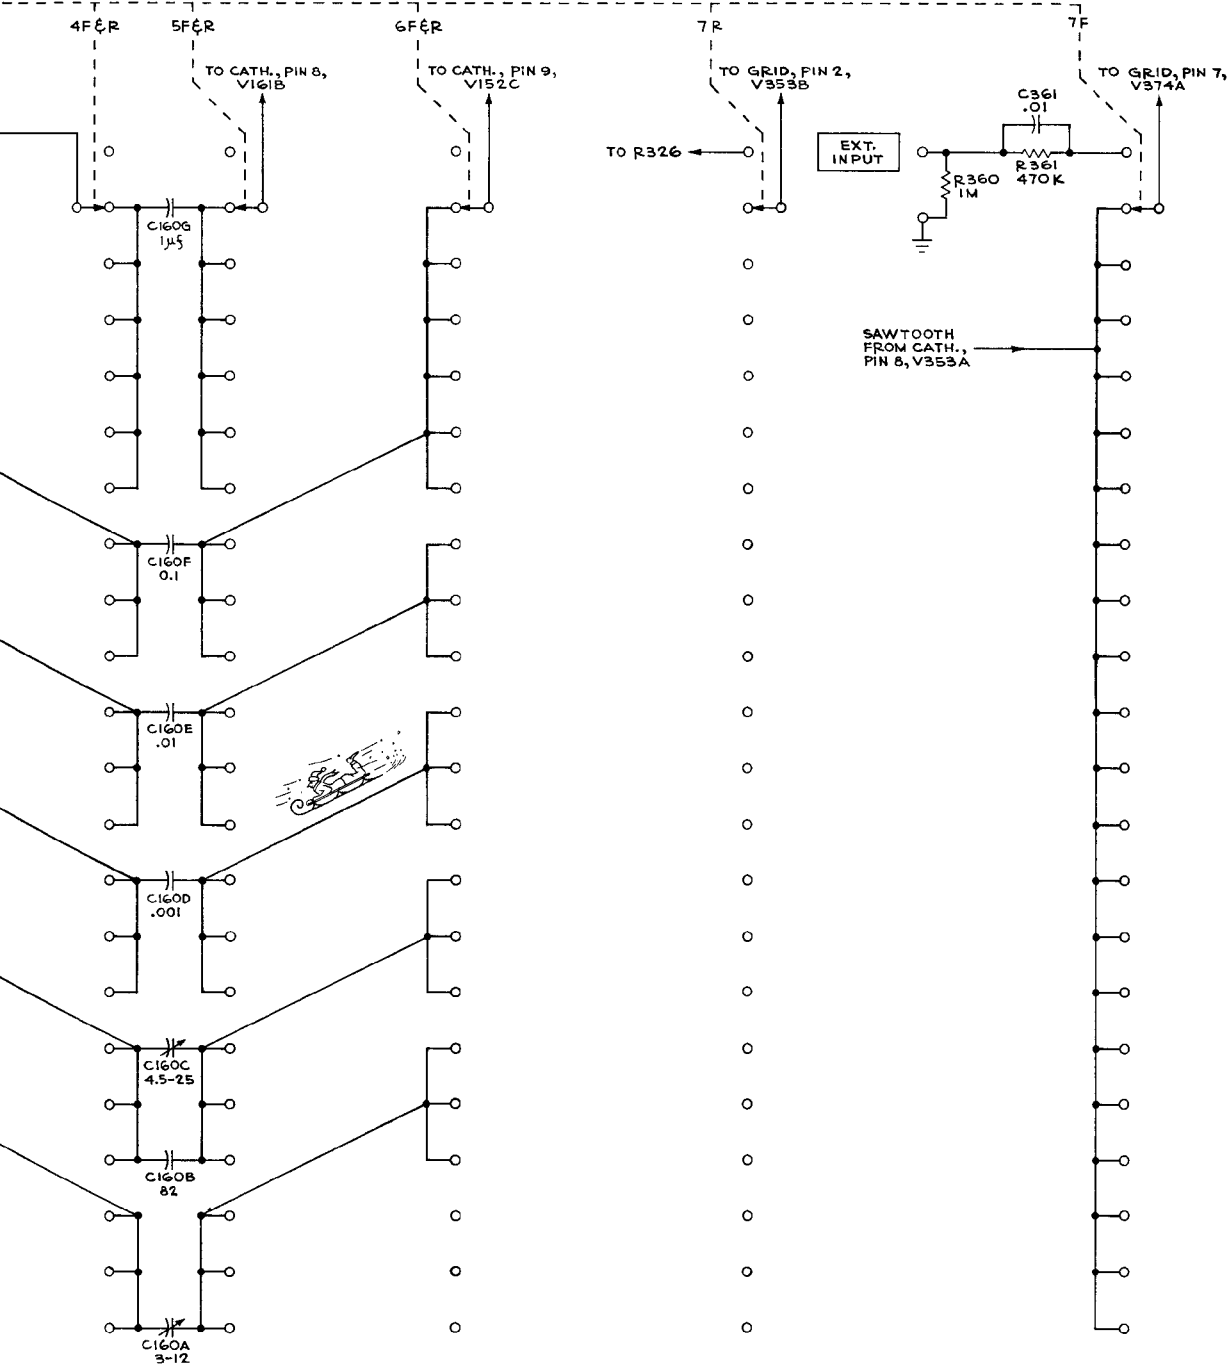 4F&R
5F&R
6F&R
7R
7F
TO CATH., PIN 8,
V161B
TO CATH., PIN 9,
V152C
TO GRID, PIN 2,
V353B
TO GRID, PIN 7,
V374A
C361
.01
TO R326
EXT.
INPUT
R361
470K
R360
1M
C160G
1µf
SAWTOOTH
FROM CATH.,
PIN 8, V353A
C160F
0.1
C160E
.01
C160D
.001
C160C
4.5-25
C160B
82
C160A
3-12